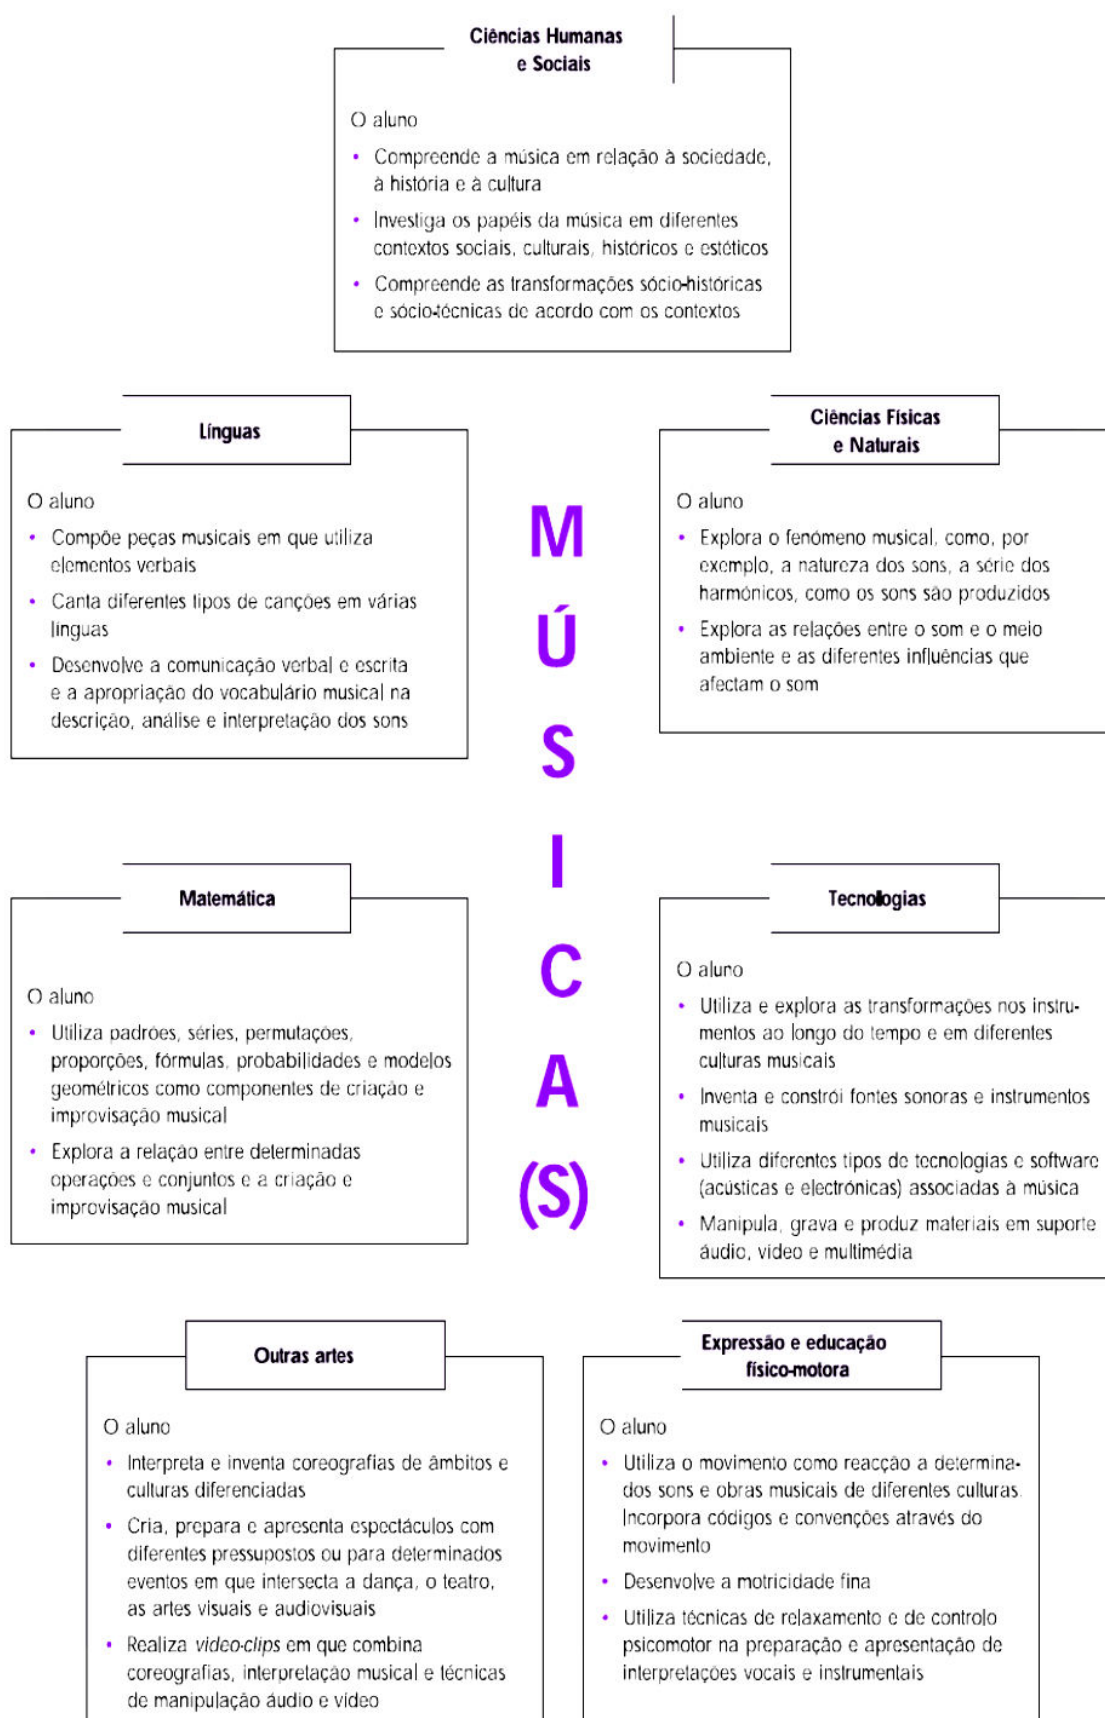 Ciências Humanas
e Sociais
O aluno
• Compreende a música em relação à sociedade,
à história e à cultura
• Investiga os papéis da música em diferentes
contextos sociais, culturais, históricos e estéticos
• Compreende as transformações sócio-históricas
e sócio-técnicas de acordo com os contextos
Línguas
O aluno
• Compõe peças musicais em que utiliza
elementos verbais
• Canta diferentes tipos de canções em várias
línguas
• Desenvolve a comunicação verbal e escrita
e a apropriação do vocabulário musical na
descrição, análise e interpretação dos sons
Ciências Físicas
e Naturais
O aluno
• Explora o fenómeno musical, como, por
exemplo, a natureza dos sons, a série dos
harmónicos, como os sons são produzidos
• Explora as relações entre o som e o meio
ambiente e as diferentes influências que
afectam o som
M
Ú
S
I
C
A
(S)
Matemática
O aluno
• Utiliza padrões, séries, permutações,
proporções, fórmulas, probabilidades e modelos
geométricos como componentes de criação e
improvisação musical
• Explora a relação entre determinadas
operações e conjuntos e a criação e
improvisação musical
Tecnologias
O aluno
• Utiliza e explora as transformações nos instru-
mentos ao longo do tempo e em diferentes
culturas musicais
• Inventa e constrói fontes sonoras e instrumentos
musicais
• Utiliza diferentes tipos de tecnologias e software
(acústicas e electrónicas) associadas à música
• Manipula, grava e produz materiais em suporte
áudio, vídeo e multimédia
Outras artes
O aluno
• Interpreta e inventa coreografias de âmbitos e
culturas diferenciadas
• Cria, prepara e apresenta espectáculos com
diferentes pressupostos ou para determinados
eventos em que intersecta a dança, o teatro,
as artes visuais e audiovisuais
• Realiza video-clips em que combina
coreografias, interpretação musical e técnicas
de manipulação áudio e vídeo
Expressão e educação
físico-motora
O aluno
• Utiliza o movimento como reacção a determina-
dos sons e obras musicais de diferentes culturas.
Incorpora códigos e convenções através do
movimento
• Desenvolve a motricidade fina
• Utiliza técnicas de relaxamento e de controlo
psicomotor na preparação e apresentação de
interpretações vocais e instrumentais